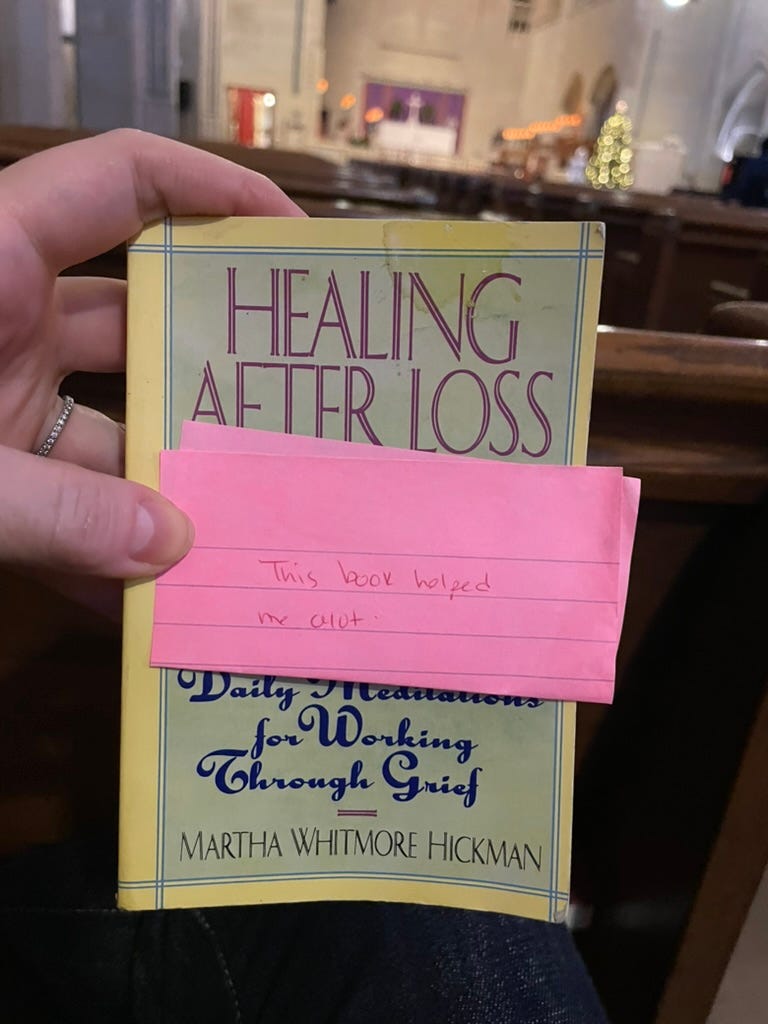 HEALING
AFTER LOSS
This book helped
me alot.
Daily Meditations
for Working
Through Grief
MARTHA WHITMORE HICKMAN